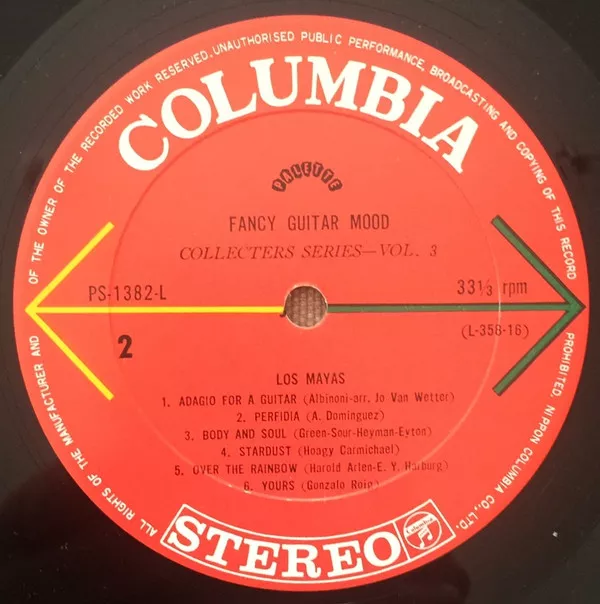 ALL RIGHTS OF THE MANUFACTURER AND OF THE OWNER OF THE RECORDED WORK RESERVED. UNAUTHORISED PUBLIC PERFORMANCE, BROADCASTING AND COPYING OF THIS RECORD PROHIBITED. NIPPON COLUMBIA CO., LTD.
COLUMBIA
PALETTE
FANCY GUITAR MOOD
COLLECTERS SERIES—VOL. 3
PS-1382-L
33⅓ rpm
2
(L-358-16)
LOS MAYAS
1. ADAGIO FOR A GUITAR (Albinoni-arr. Jo Van Wetter)
2. PERFIDIA (A. Dominguez)
3. BODY AND SOUL (Green-Sour-Heyman-Eyton)
4. STARDUST (Hoagy Carmichael)
5. OVER THE RAINBOW (Harold Arlen-E. Y. Harburg)
6. YOURS (Gonzalo Roig)
STEREO
Columbia